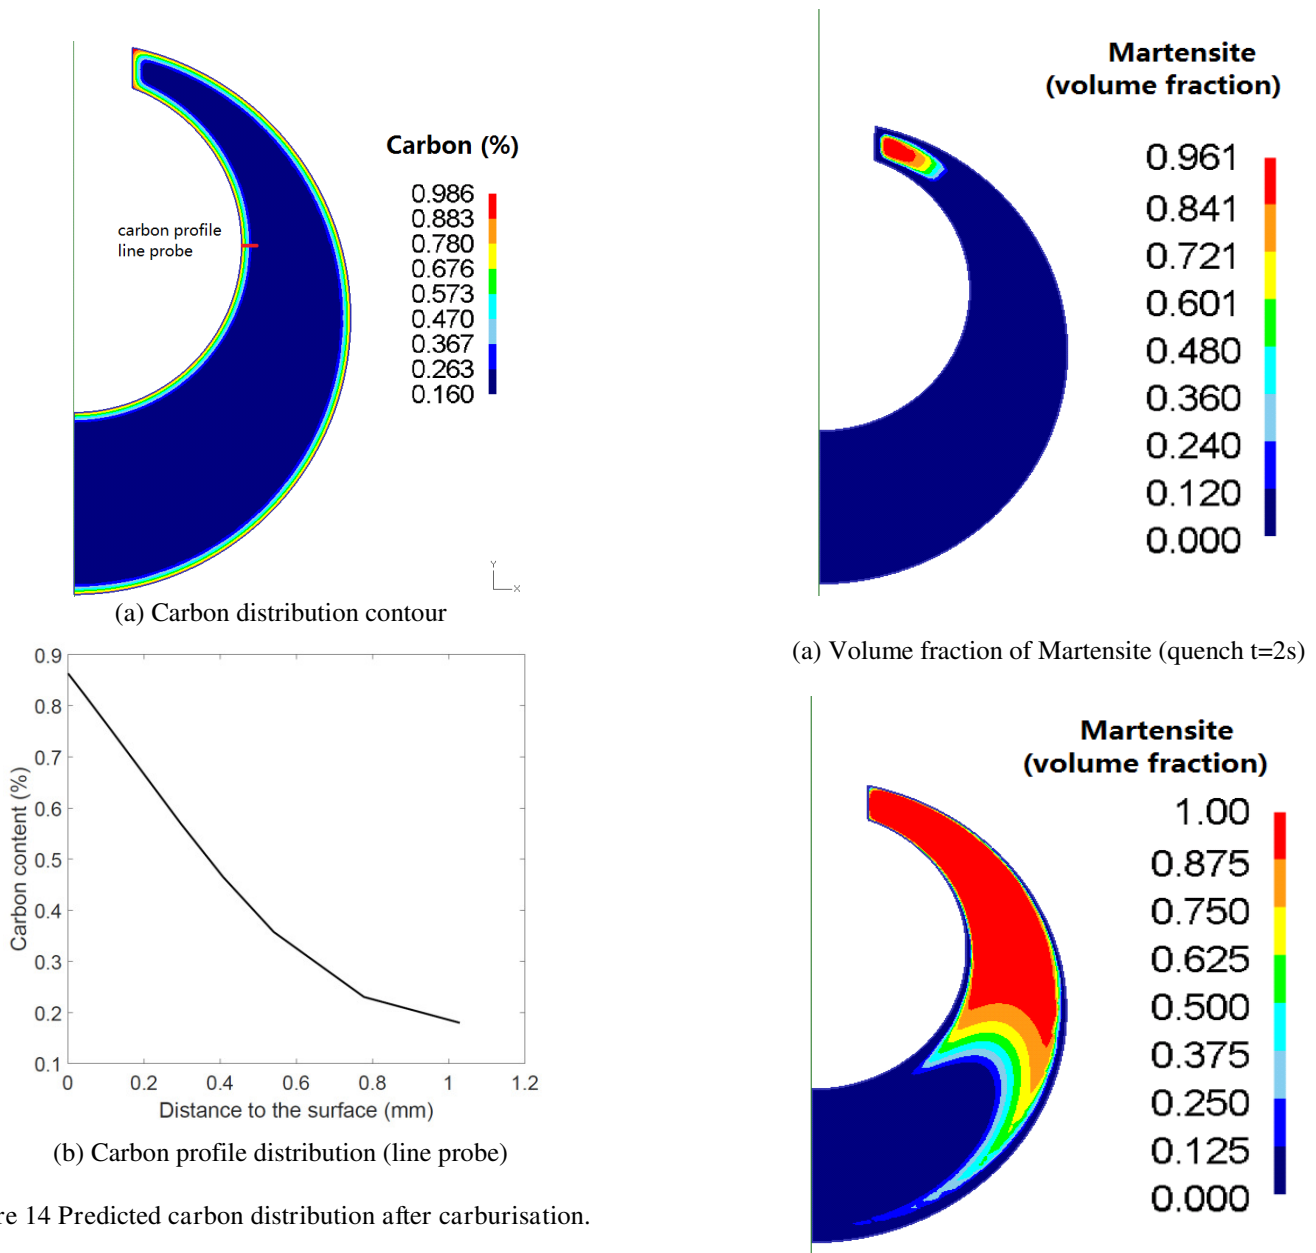 Carbon (%)
0.986
0.883
0.780
0.676
0.573
0.470
0.367
0.263
0.160
carbon profile
line probe
Y
X
(a) Carbon distribution contour
0.9
0.8
0.7
0.6
0.5
0.4
0.3
0.2
0.1
0 0.2 0.4 0.6 0.8 1 1.2
Carbon content (%)
Distance to the surface (mm)
(b) Carbon profile distribution (line probe)
re 14 Predicted carbon distribution after carburisation.
Martensite
(volume fraction)
0.961
0.841
0.721
0.601
0.480
0.360
0.240
0.120
0.000
(a) Volume fraction of Martensite (quench t=2s)
Martensite
(volume fraction)
1.00
0.875
0.750
0.625
0.500
0.375
0.250
0.125
0.000